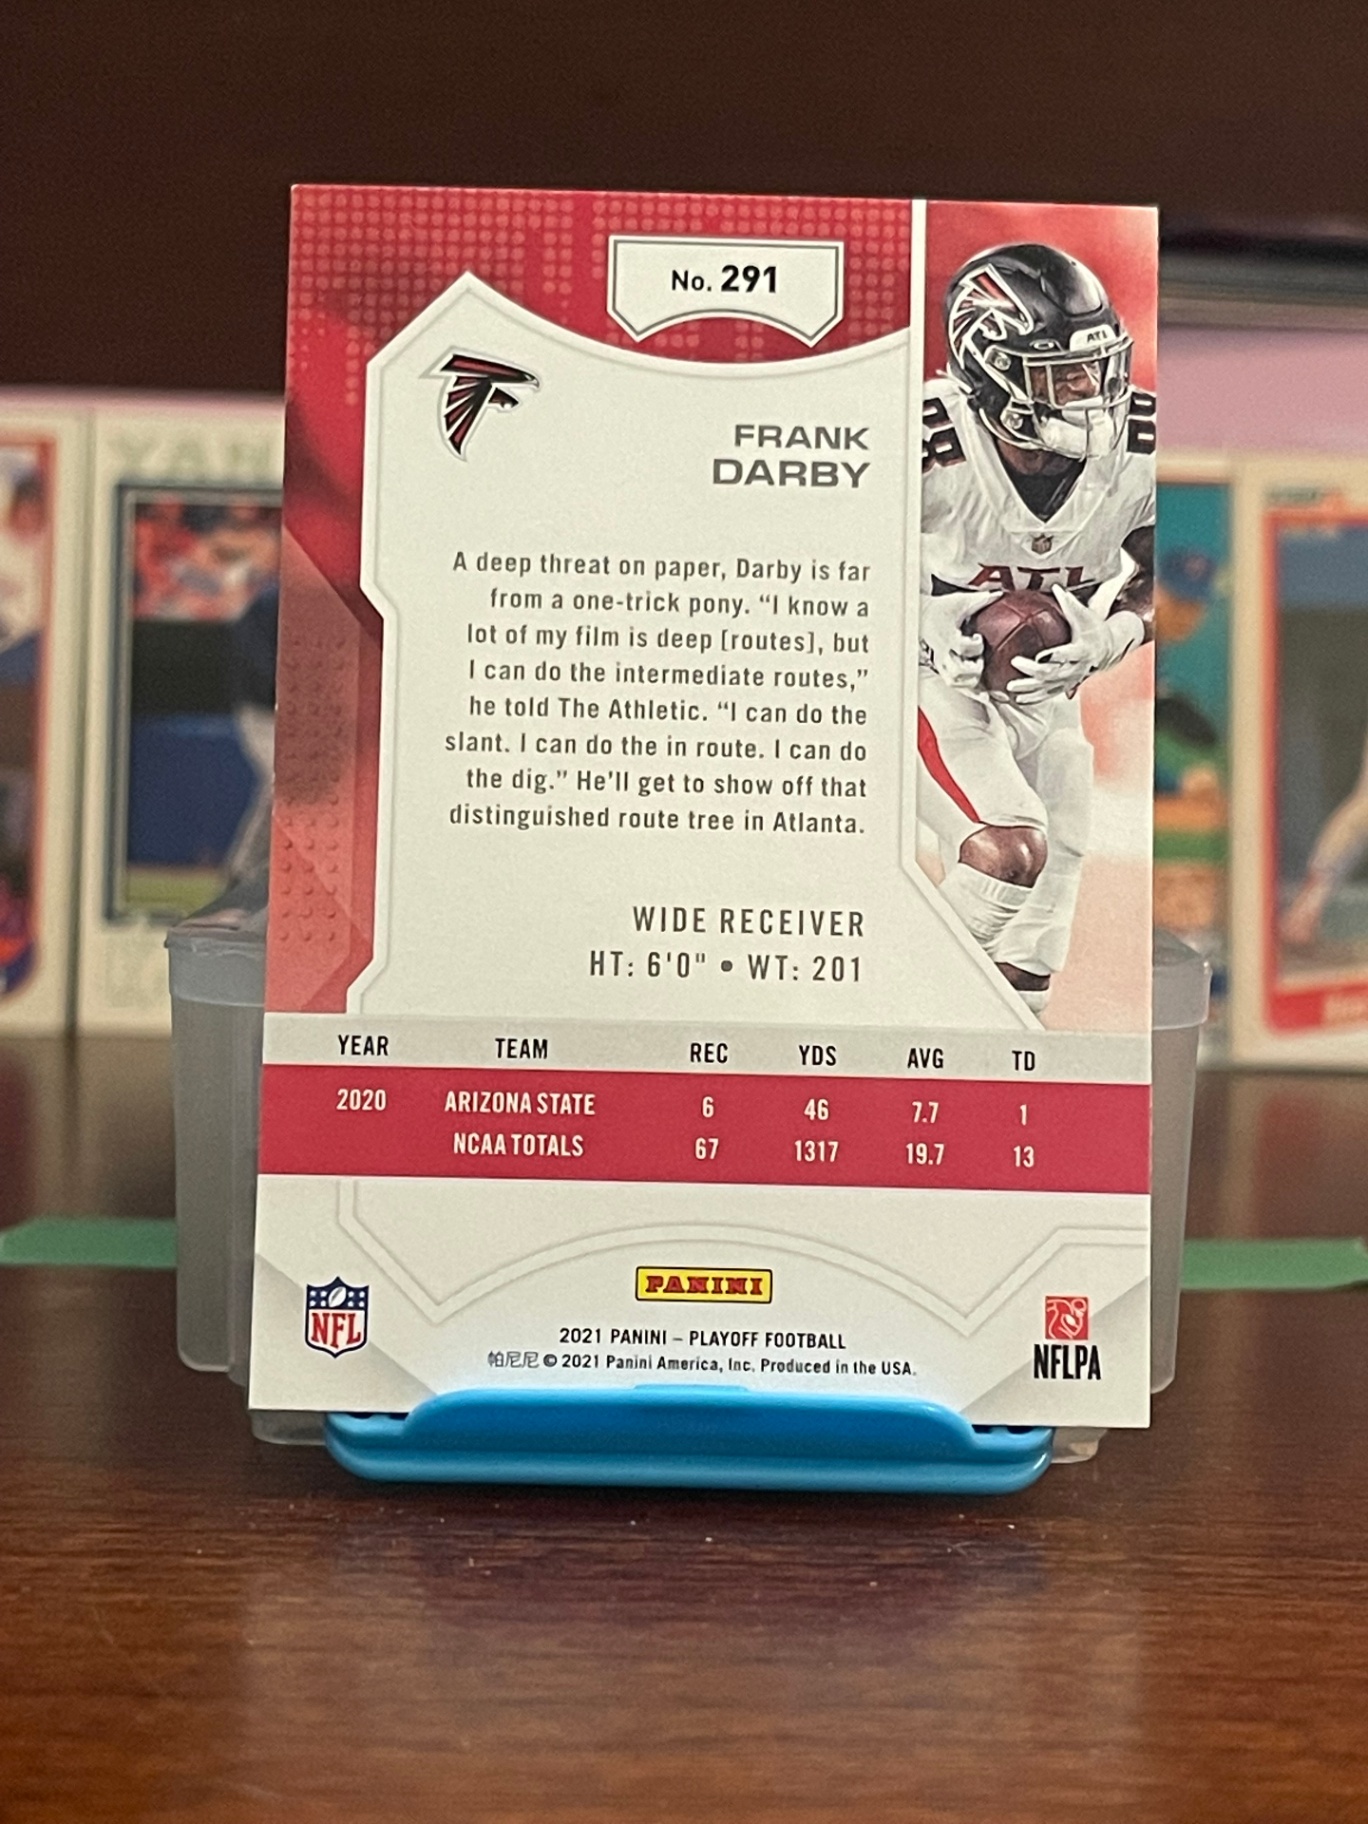 No. 291
FRANK
DARBY
A deep threat on paper, Darby is far
from a one-trick pony. “I know a
lot of my film is deep [routes], but
I can do the intermediate routes,”
he told The Athletic. “I can do the
slant. I can do the in route. I can do
the dig.” He'll get to show off that
distinguished route tree in Atlanta.
WIDE RECEIVER
HT: 6'0" • WT: 201
YEAR TEAM REC YDS AVG TD
2020 ARIZONA STATE 6 46 7.7 1
NCAA TOTALS 67 1317 19.7 13
PANINI
2021 PANINI – PLAYOFF FOOTBALL
帕尼尼 © 2021 Panini America, Inc. Produced in the USA.
NFL
NFLPA
ATL
88
ATL